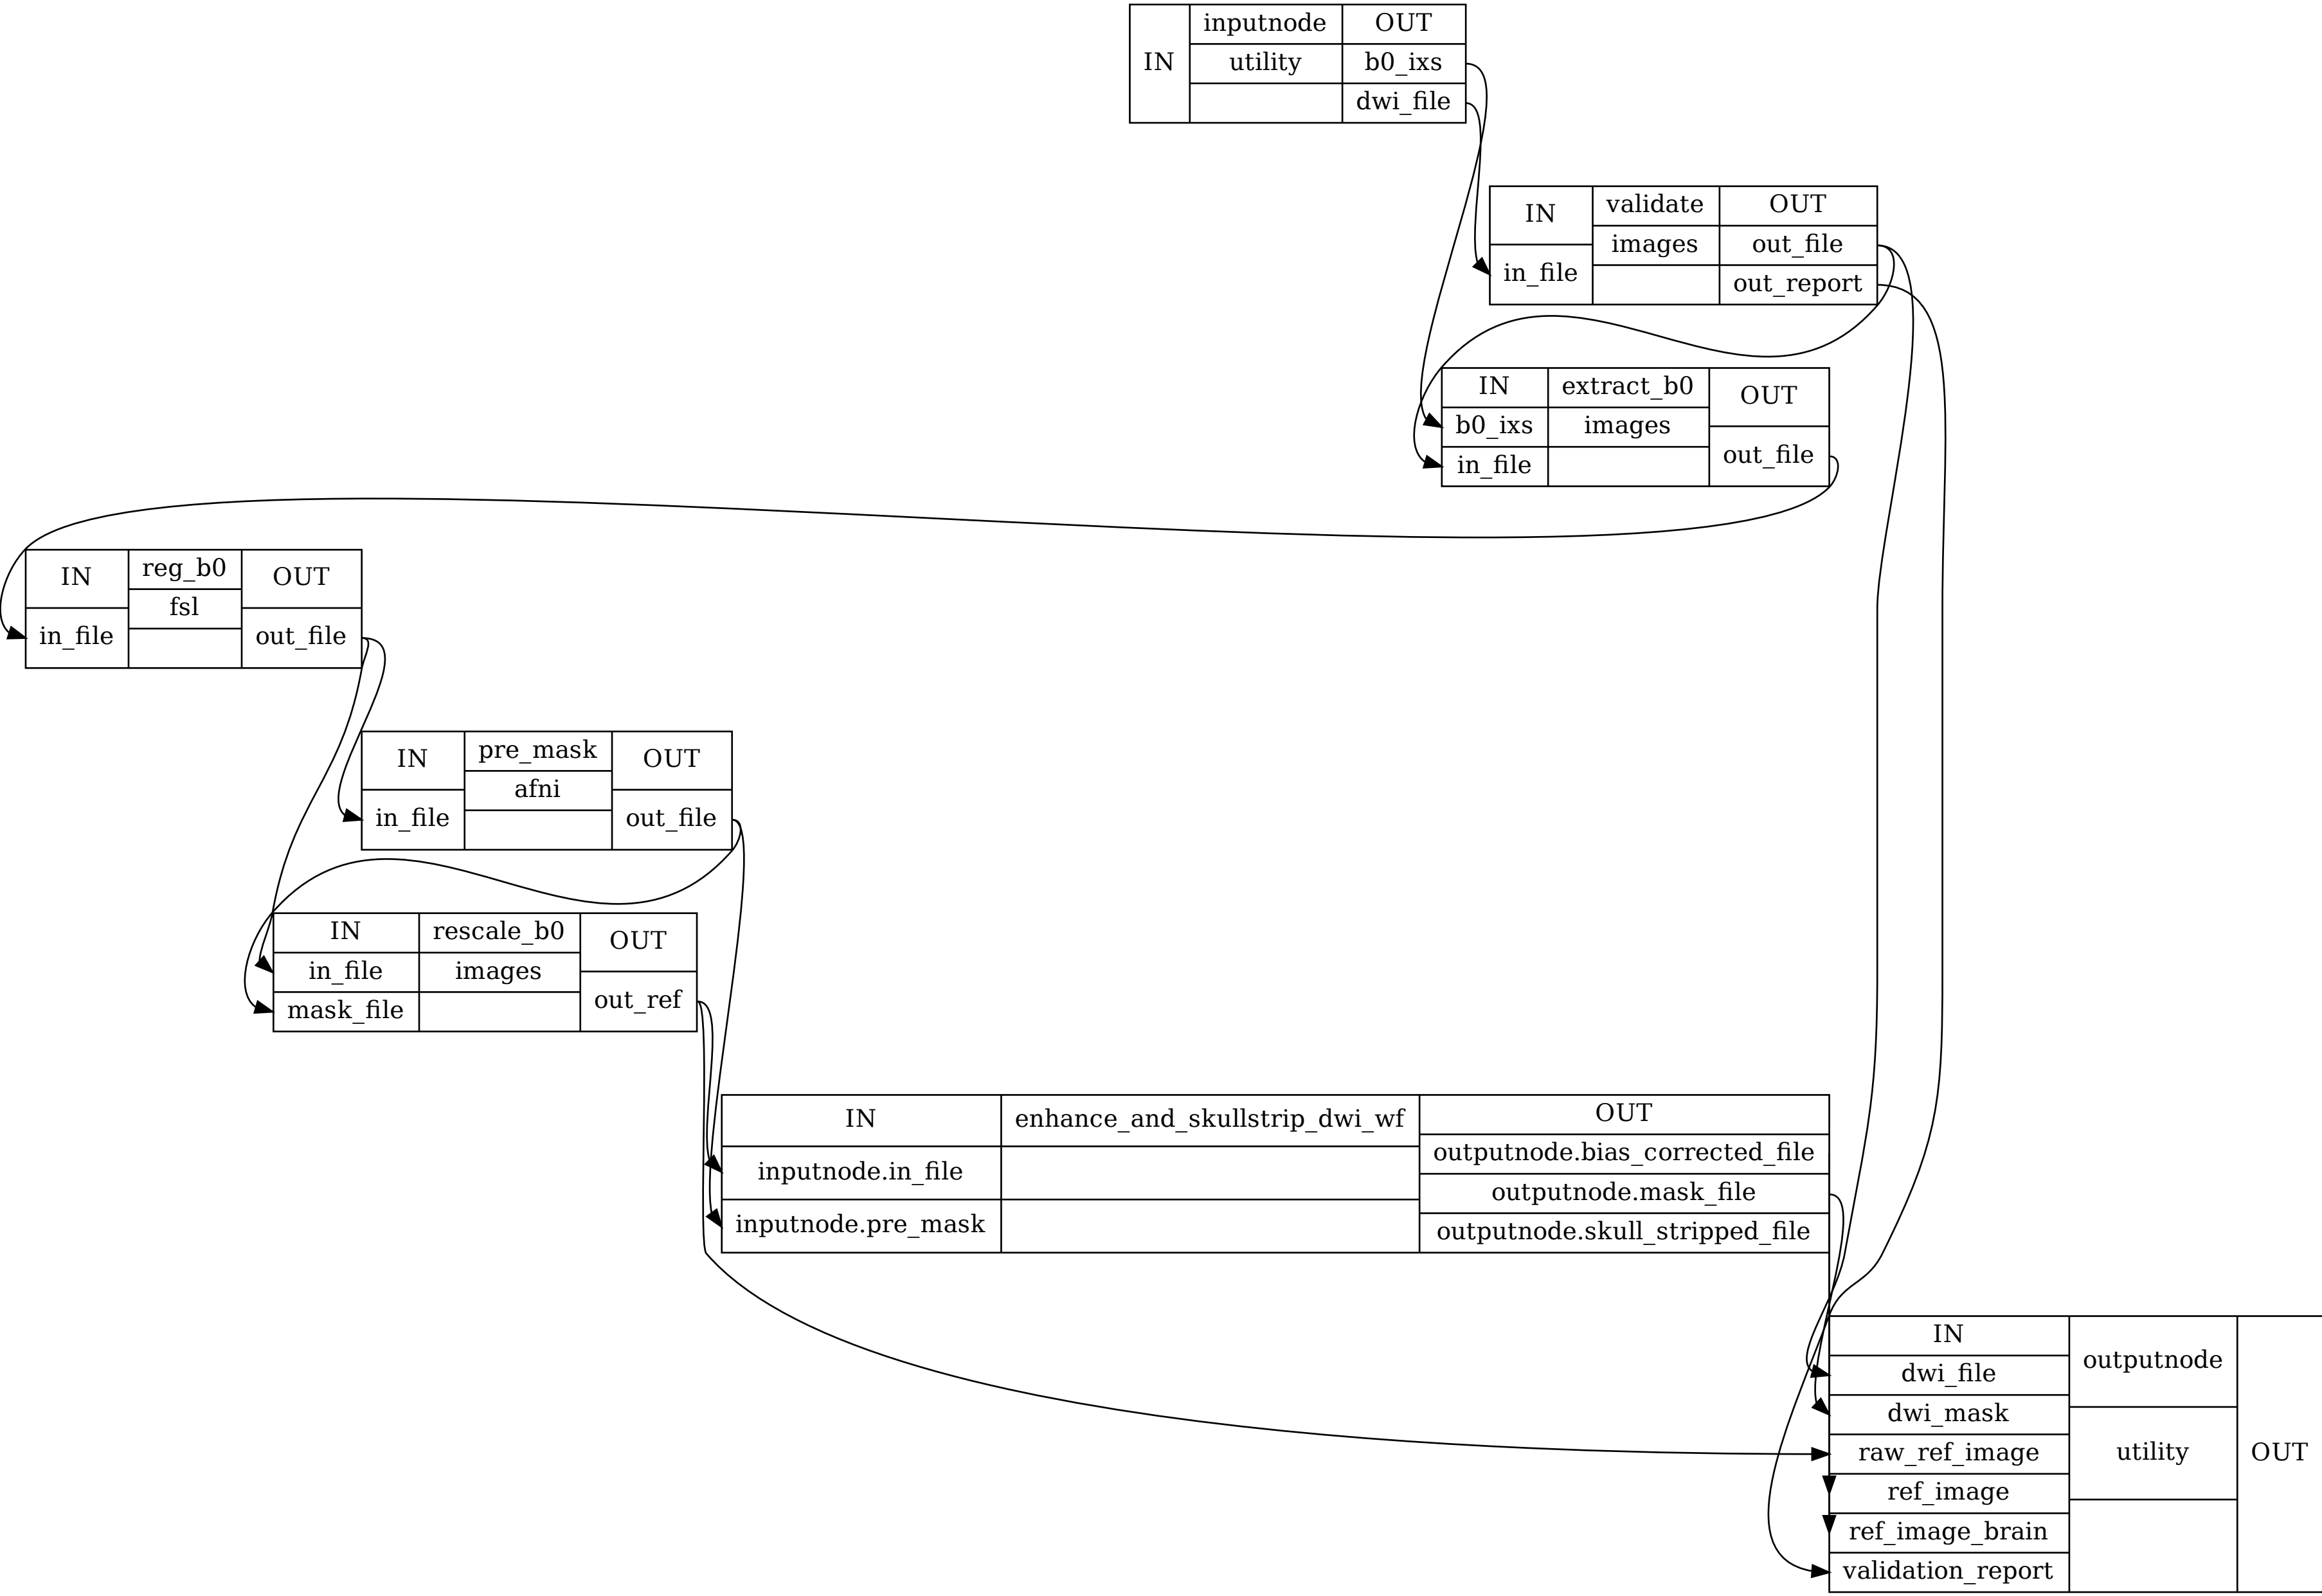 IN
inputnode
OUT
utility
b0_ixs
dwi_file
IN
validate
OUT
images
out_file
in_file
out_report
IN
extract_b0
OUT
b0_ixs
images
in_file
out_file
IN
reg_b0
OUT
fsl
in_file
out_file
IN
pre_mask
OUT
afni
in_file
out_file
IN
rescale_b0
OUT
in_file
images
out_ref
mask_file
IN
enhance_and_skullstrip_dwi_wf
OUT
outputnode.bias_corrected_file
inputnode.in_file
outputnode.mask_file
inputnode.pre_mask
outputnode.skull_stripped_file
IN
outputnode
dwi_file
dwi_mask
raw_ref_image
utility
OUT
ref_image
ref_image_brain
validation_report